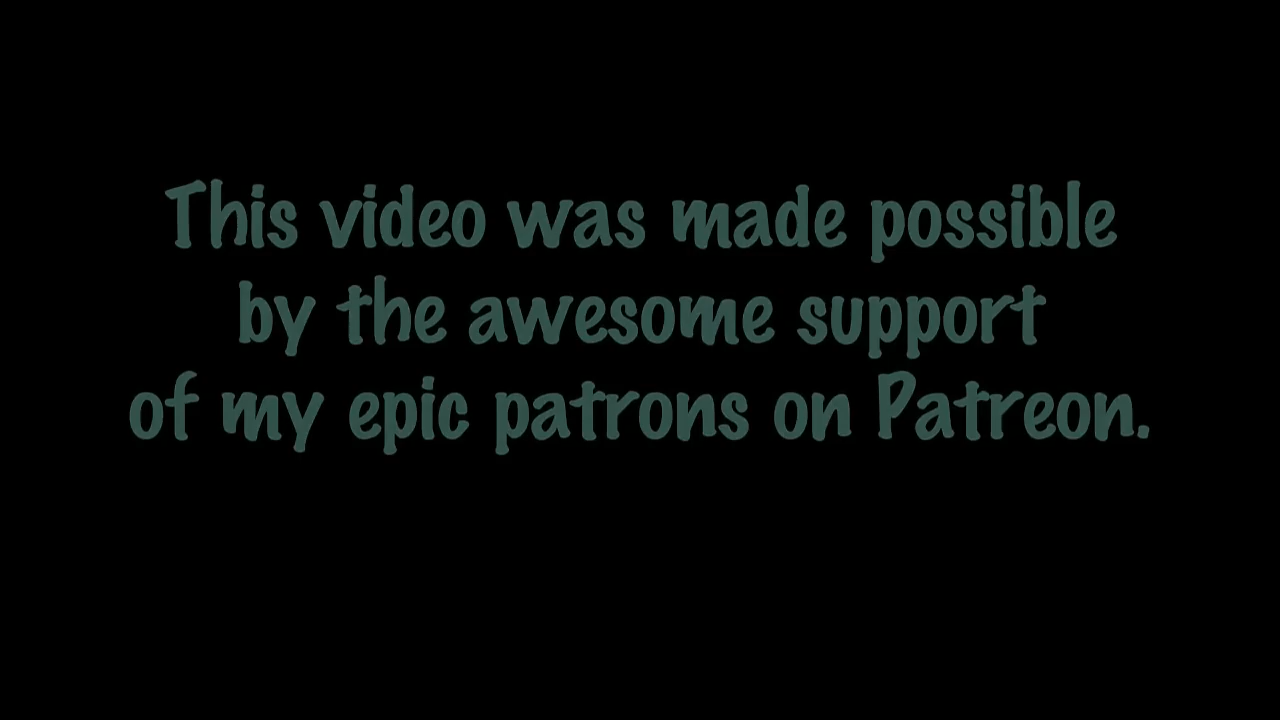 This video was made possible
by the awesome support
of my epic patrons on Patreon.